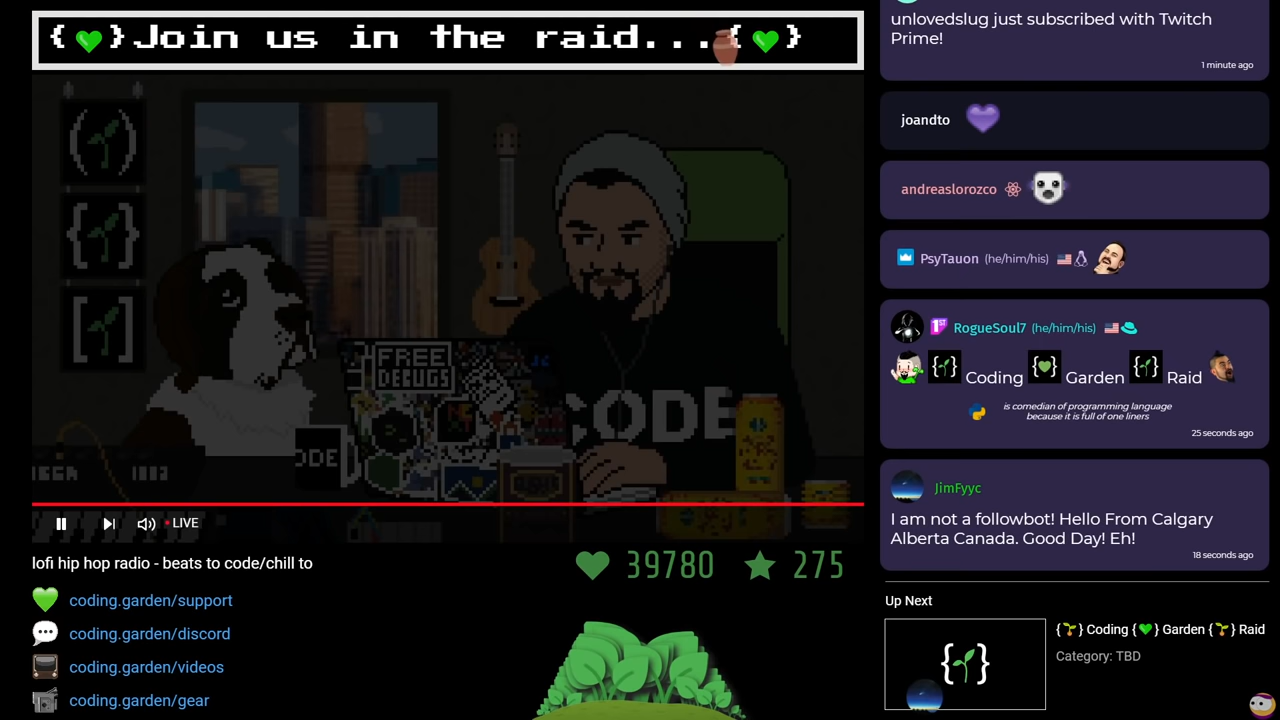 {💚}Join us in the raid...{💚}
FREE
DEBUGS
CODE
ODE
LIVE
lofi hip hop radio - beats to code/chill to
39780
275
coding.garden/support
coding.garden/discord
coding.garden/videos
coding.garden/gear
unlovedslug just subscribed with Twitch
Prime!
1 minute ago
joandto
andreaslorozco
PsyTauon (he/him/his)
1ST RogueSoul7 (he/him/his)
Coding Garden Raid
is comedian of programming language
because it is full of one liners
25 seconds ago
JimFyyc
I am not a followbot! Hello From Calgary
Alberta Canada. Good Day! Eh!
18 seconds ago
Up Next
{🌱} Coding {💚} Garden {🌱} Raid
Category: TBD